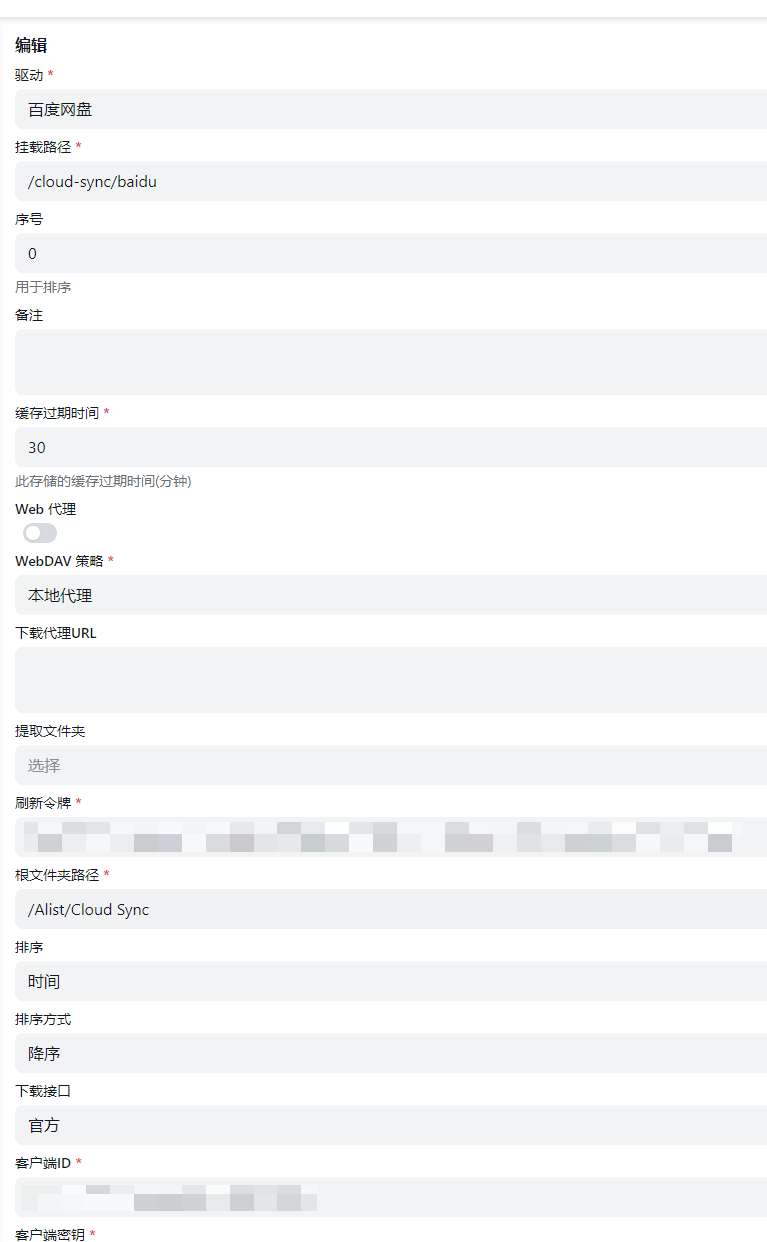 编辑
驱动 *
百度网盘
挂载路径 *
/cloud-sync/baidu
序号
0
用于排序
备注
缓存过期时间 *
30
此存储的缓存过期时间(分钟)
Web 代理
WebDAV 策略 *
本地代理
下载代理URL
提取文件夹
选择
刷新令牌 *
根文件夹路径 *
/Alist/Cloud Sync
排序
时间
排序方式
降序
下载接口
官方
客户端ID *
客户端密钥 *